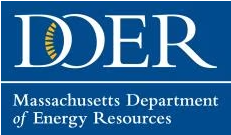 DOER
Massachusetts Department
of Energy Resources